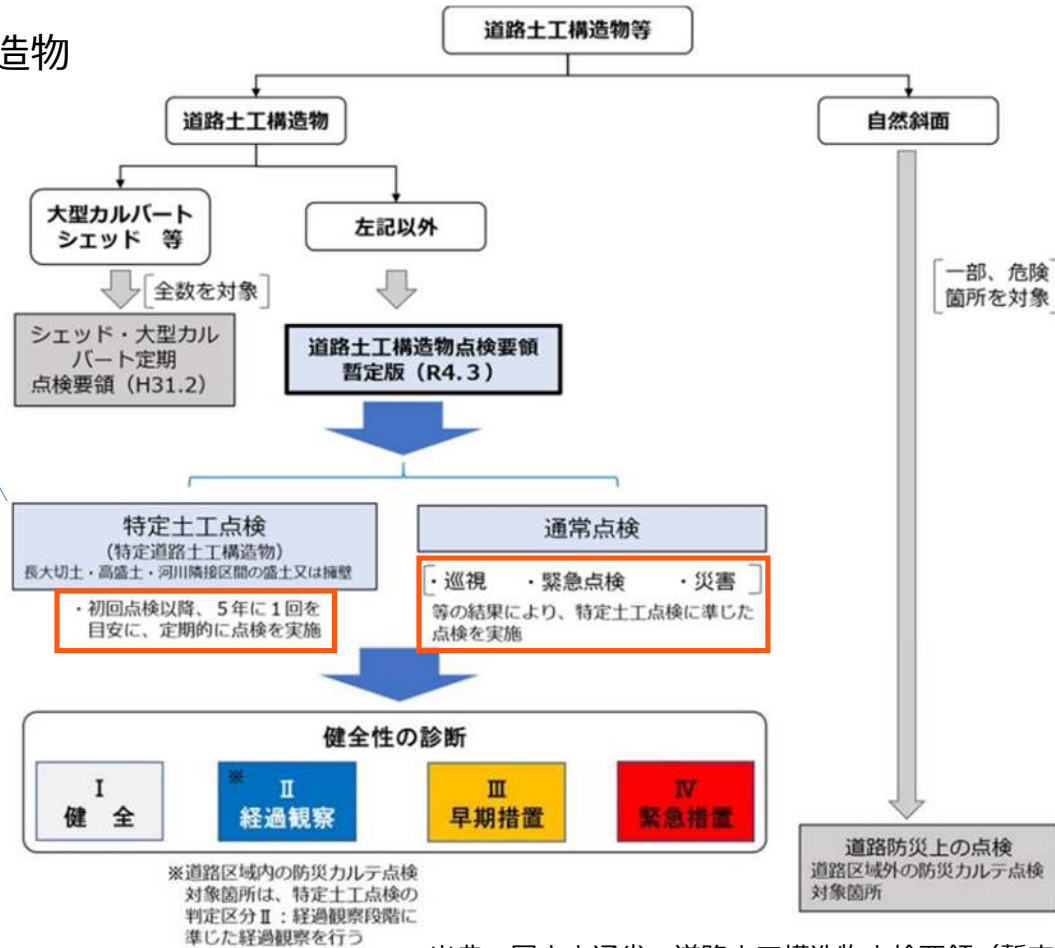 造物
道路土工構造物等
道路土工構造物
自然斜面
大型カルバート
シェッド 等
左記以外
全数を対象
一部、危険
箇所を対象
シェッド・大型カル
バート定期
点検要領（H31.2）
道路土工構造物点検要領
暫定版（R4.3）
特定土工点検
（特定道路土工構造物）
長大切土・高盛土・河川隣接区間の盛土又は擁壁
・初回点検以降、５年に１回を
目安に、定期的に点検を実施
通常点検
・巡視 ・緊急点検 ・災害
等の結果により、特定土工点検に準じた
点検を実施
健全性の診断
Ⅰ
健 全
※ Ⅱ
経過観察
Ⅲ
早期措置
Ⅳ
緊急措置
※道路区域内の防災カルテ点検
対象箇所は、特定土工点検の
判定区分Ⅱ：経過観察段階に
準じた経過観察を行う
道路防災上の点検
道路区域外の防災カルテ点検
対象箇所